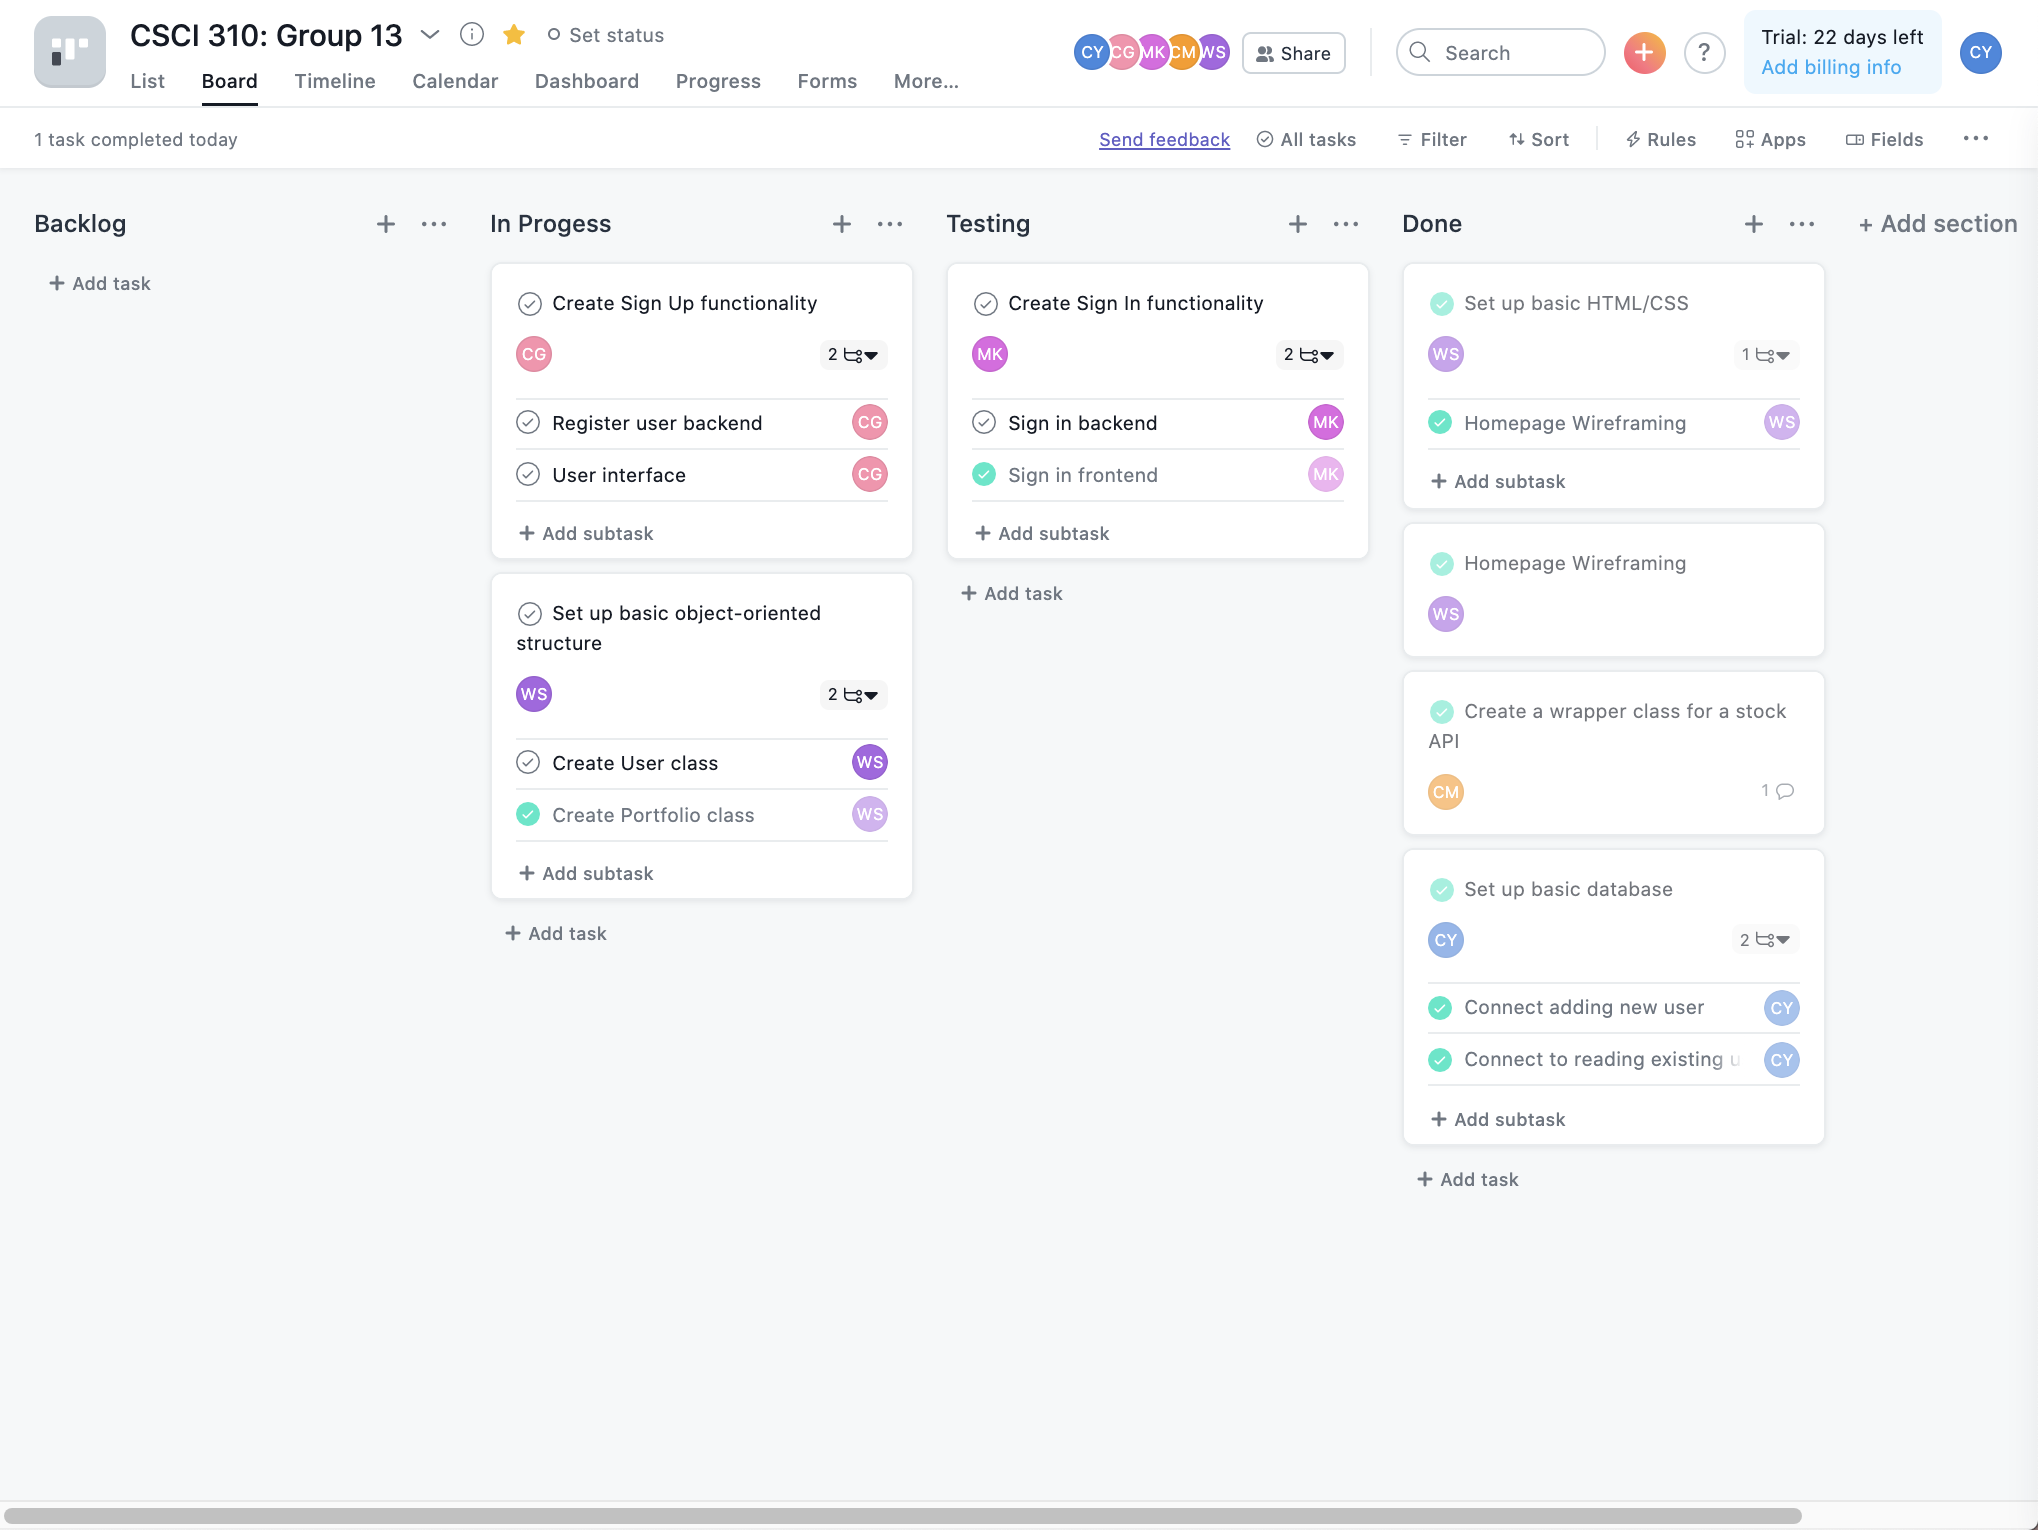 CSCI 310: Group 13
Set status
List Board Timeline Calendar Dashboard Progress Forms More...
CY CG MK CM WS
Share
Search
?
Trial: 22 days left
Add billing info
CY
1 task completed today
Send feedback
All tasks
Filter
Sort
Rules
Apps
Fields
Backlog
+ Add task
In Progess
Create Sign Up functionality
CG
2
Register user backend
CG
User interface
CG
+ Add subtask
Set up basic object-oriented
structure
WS
2
Create User class
WS
Create Portfolio class
WS
+ Add subtask
+ Add task
Testing
Create Sign In functionality
MK
2
Sign in backend
MK
Sign in frontend
MK
+ Add subtask
+ Add task
Done
Set up basic HTML/CSS
WS
1
Homepage Wireframing
WS
+ Add subtask
Homepage Wireframing
WS
Create a wrapper class for a stock
API
CM
1
Set up basic database
CY
2
Connect adding new user
CY
Connect to reading existing u
CY
+ Add subtask
+ Add task
+ Add section